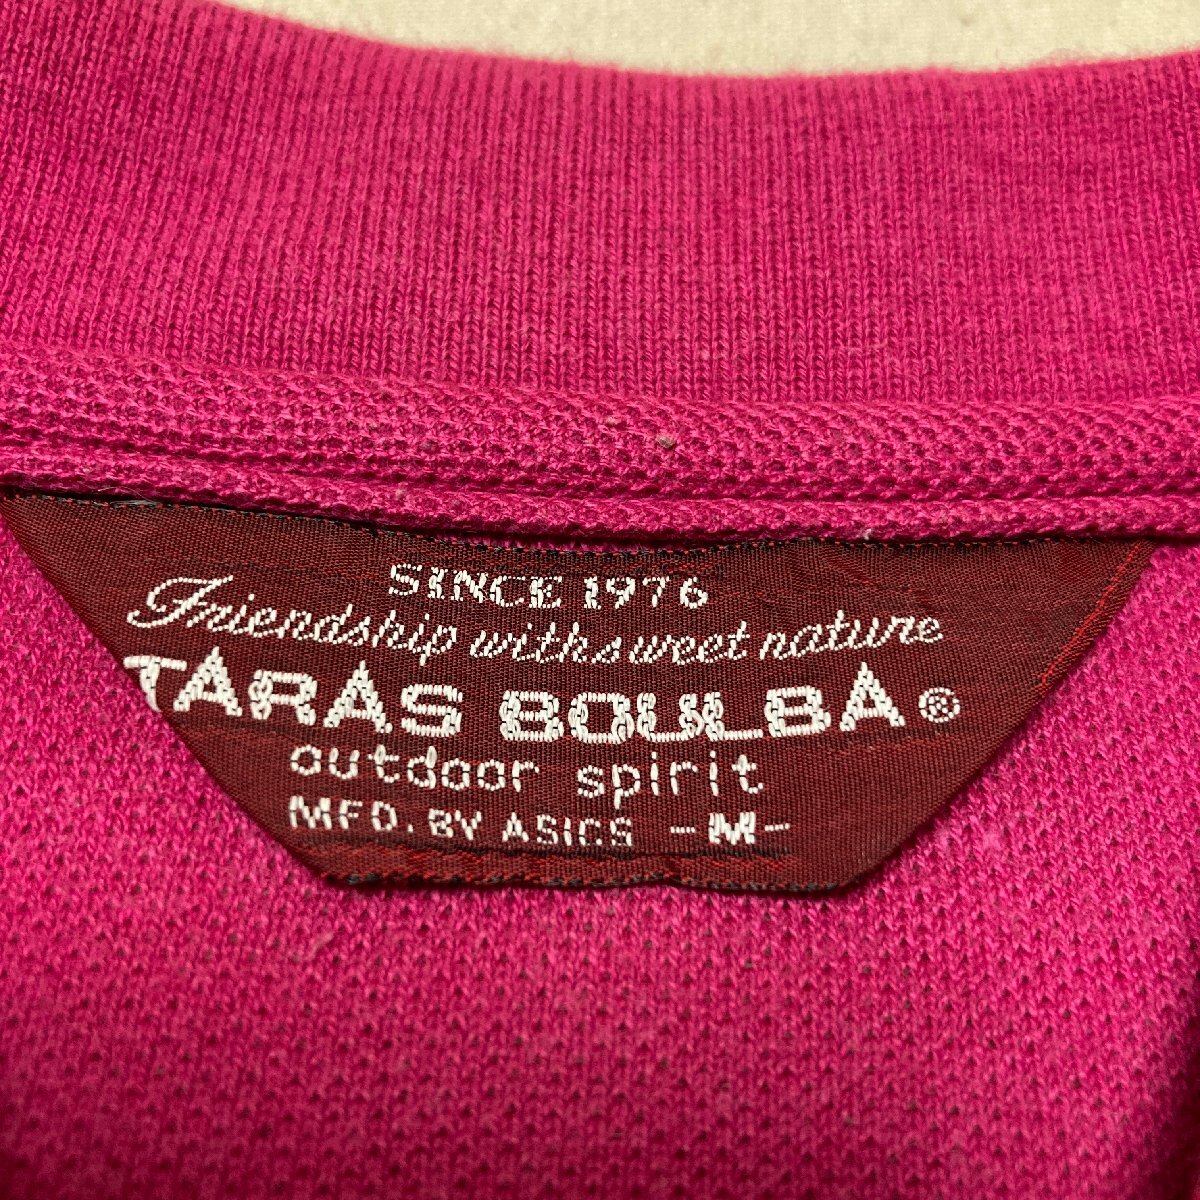 SINCE 1976
Friendship with sweet nature
TARAS BOULBA®
outdoor spirit
MFD. BY ASICS -M-